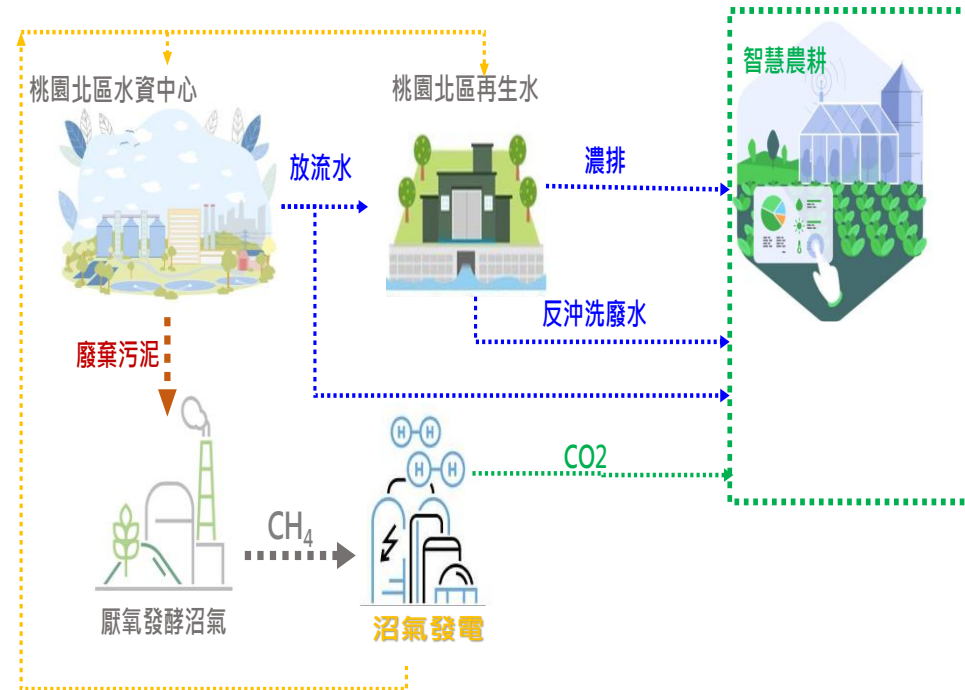 智慧農耕
桃園北區水資中心
桃園北區再生水
放流水
濃排
反沖洗廢水
廢棄污泥
H H
H H
CO2
CH₄
厭氧發酵沼氣
沼氣發電